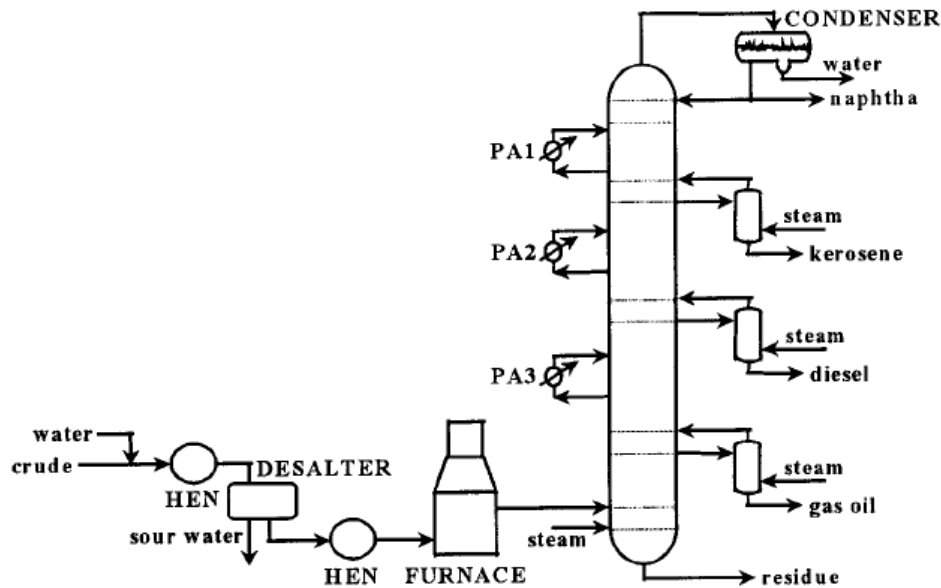 CONDENSER
water
naphtha
PA1
steam
kerosene
PA2
steam
diesel
PA3
water
crude
HEN
DESALTER
sour water
HEN
FURNACE
steam
steam
gas oil
residue